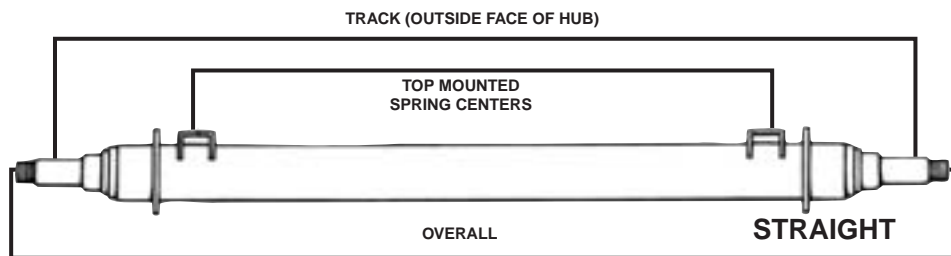 TRACK (OUTSIDE FACE OF HUB)
TOP MOUNTED
SPRING CENTERS
OVERALL
STRAIGHT